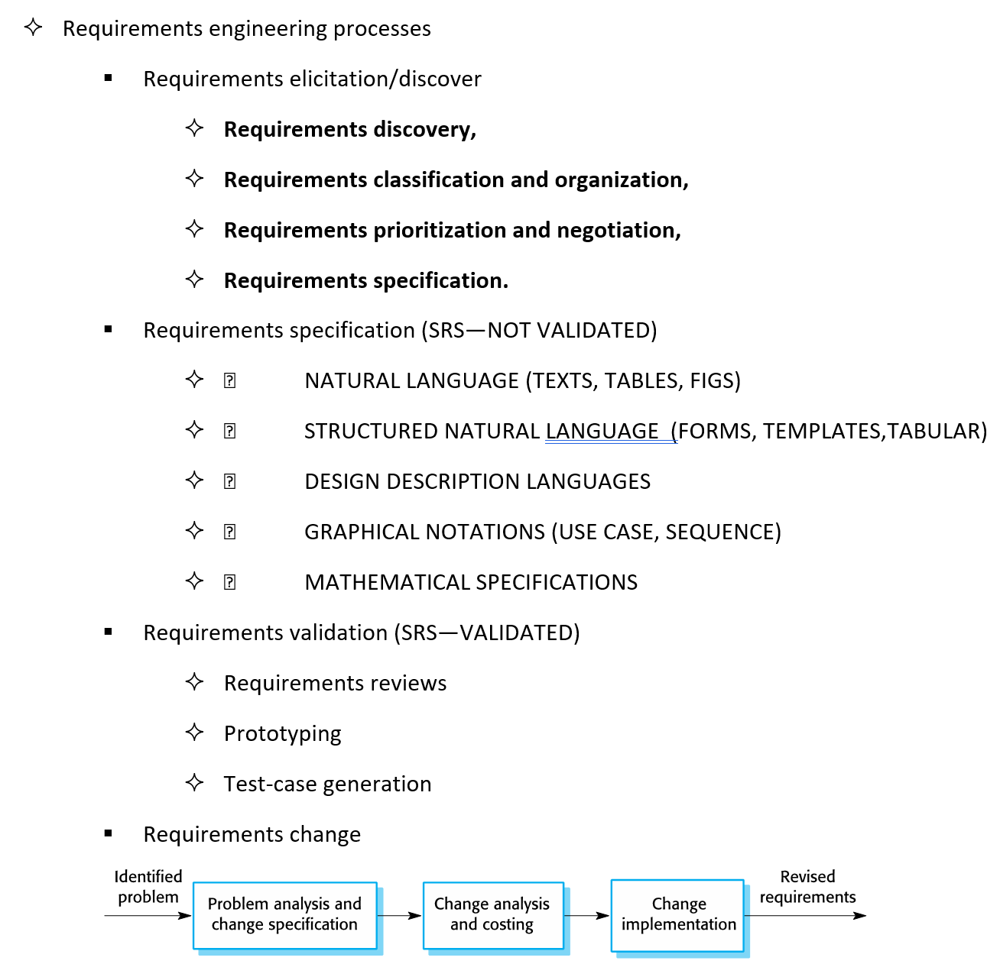 Requirements engineering processes
Requirements elicitation/discover
Requirements discovery,
Requirements classification and organization,
Requirements prioritization and negotiation,
Requirements specification.
Requirements specification (SRS—NOT VALIDATED)
NATURAL LANGUAGE (TEXTS, TABLES, FIGS)
STRUCTURED NATURAL LANGUAGE  (FORMS, TEMPLATES,TABULAR)
DESIGN DESCRIPTION LANGUAGES
GRAPHICAL NOTATIONS (USE CASE, SEQUENCE)
MATHEMATICAL SPECIFICATIONS
Requirements validation (SRS—VALIDATED)
Requirements reviews
Prototyping
Test-case generation
Requirements change
Identified
problem
Problem analysis and
change specification
Change analysis
and costing
Change
implementation
Revised
requirements